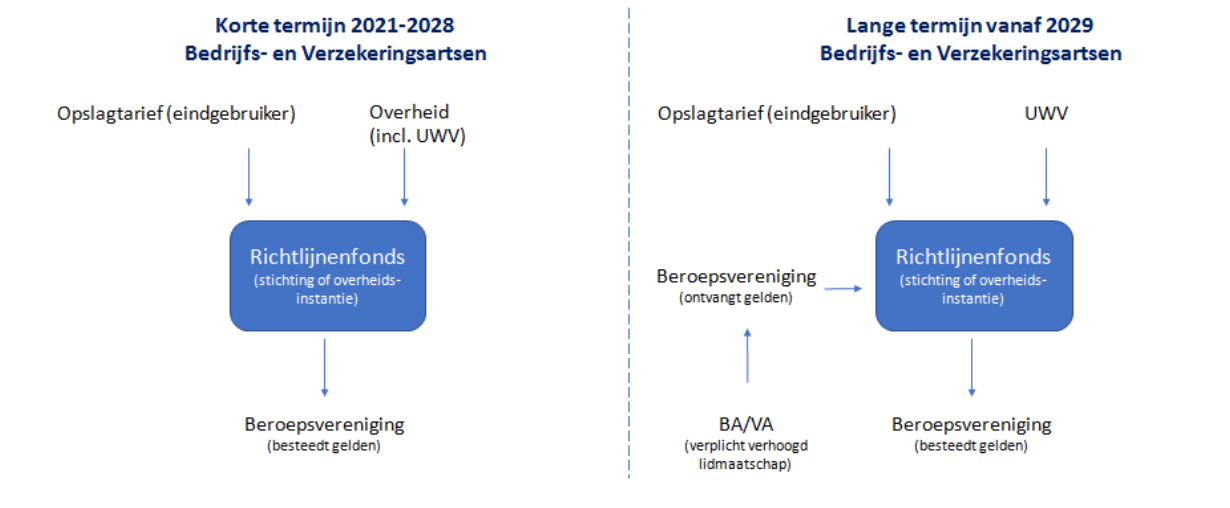 Korte termijn 2021-2028
Bedrijfs- en Verzekeringsartsen
Opslagtarief (eindgebruiker)
Overheid
(incl. UWV)
Richtlijnenfonds
(stichting of overheids-
instantie)
Beroepsvereniging
(besteedt gelden)
Lange termijn vanaf 2029
Bedrijfs- en Verzekeringsartsen
Opslagtarief (eindgebruiker)
UWV
Beroepsvereniging
(ontvangt gelden)
Richtlijnenfonds
(stichting of overheids-
instantie)
BA/VA
(verplicht verhoogd
lidmaatschap)
Beroepsvereniging
(besteedt gelden)